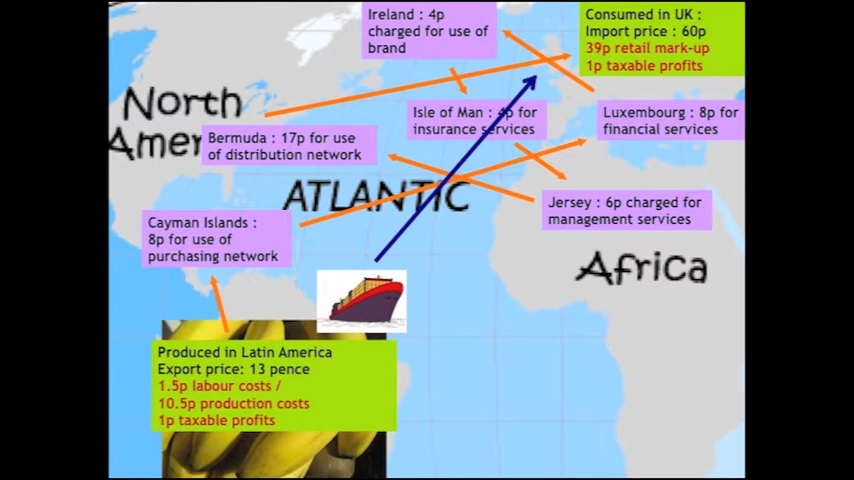 Ireland : 4p
charged for use of
brand
Consumed in UK :
Import price : 60p
39p retail mark-up
1p taxable profits
North
Amer
Isle of Man : 4p for
insurance services
Luxembourg : 8p for
financial services
Bermuda : 17p for use
of distribution network
ATLANTIC
Jersey : 6p charged for
management services
Cayman Islands :
8p for use of
purchasing network
Africa
Produced in Latin America
Export price: 13 pence
1.5p labour costs /
10.5p production costs
1p taxable profits